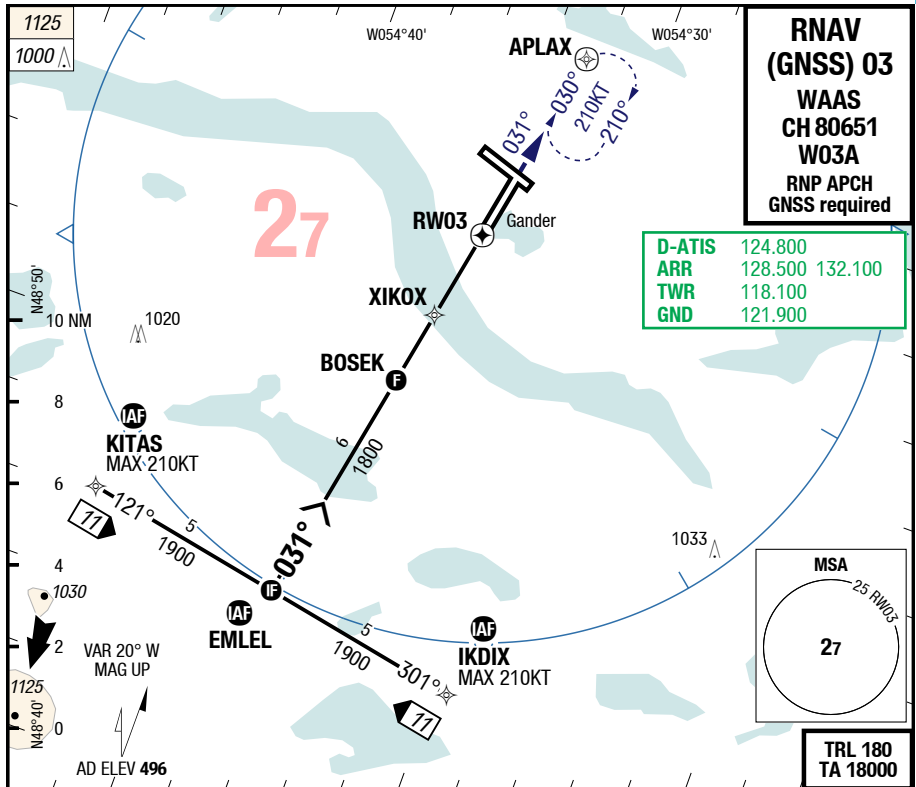 1125
1000
W054°40'
W054°30'
APLAX
030°
210KT
210°
031°
RNAV
(GNSS) 03
WAAS
CH 80651
W03A
RNP APCH
GNSS required
27
RW03
Gander
D-ATIS 124.800
ARR 128.500 132.100
TWR 118.100
GND 121.900
N48°50'
XIKOX
10 NM
1020
BOSEK
F
8
IAF
KITAS
MAX 210KT
6
1800
6
121°
11
5
1900
031°
1033
4
IF
1030
IAF
EMLEL
5
1900
IAF
IKDIX
MAX 210KT
301°
11
MSA
25 RW03
27
2
VAR 20° W
MAG UP
1125
N48°40'
0
AD ELEV 496
TRL 180
TA 18000